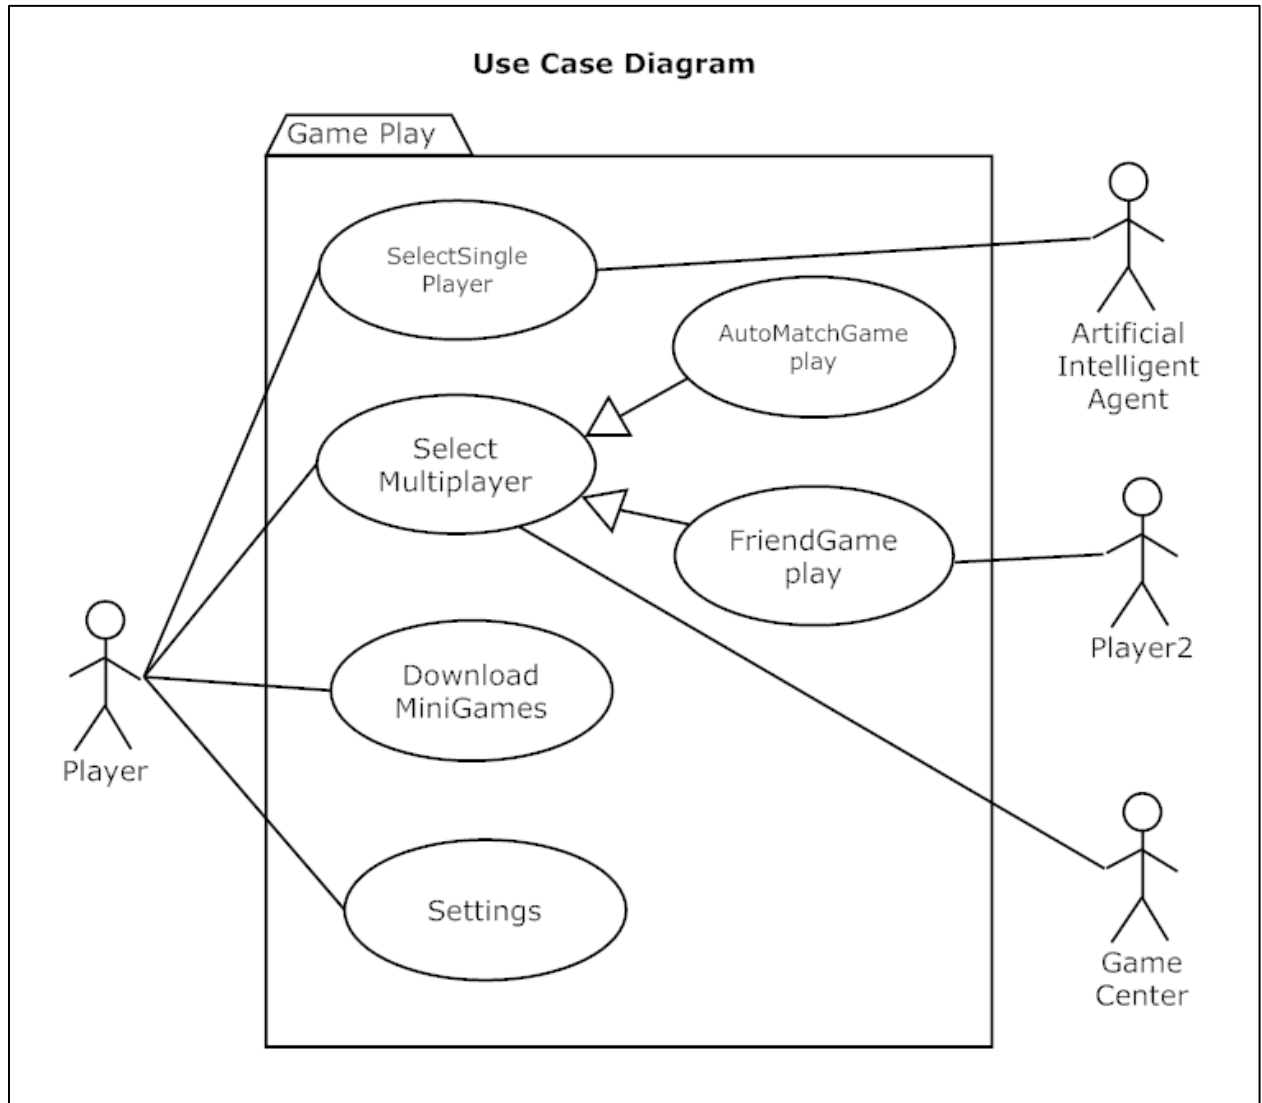 Use Case Diagram
Game Play
SelectSingle
Player
AutoMatchGame
play
Artificial
Intelligent
Agent
Select
Multiplayer
FriendGame
play
Player2
Download
MiniGames
Player
Settings
Game
Center